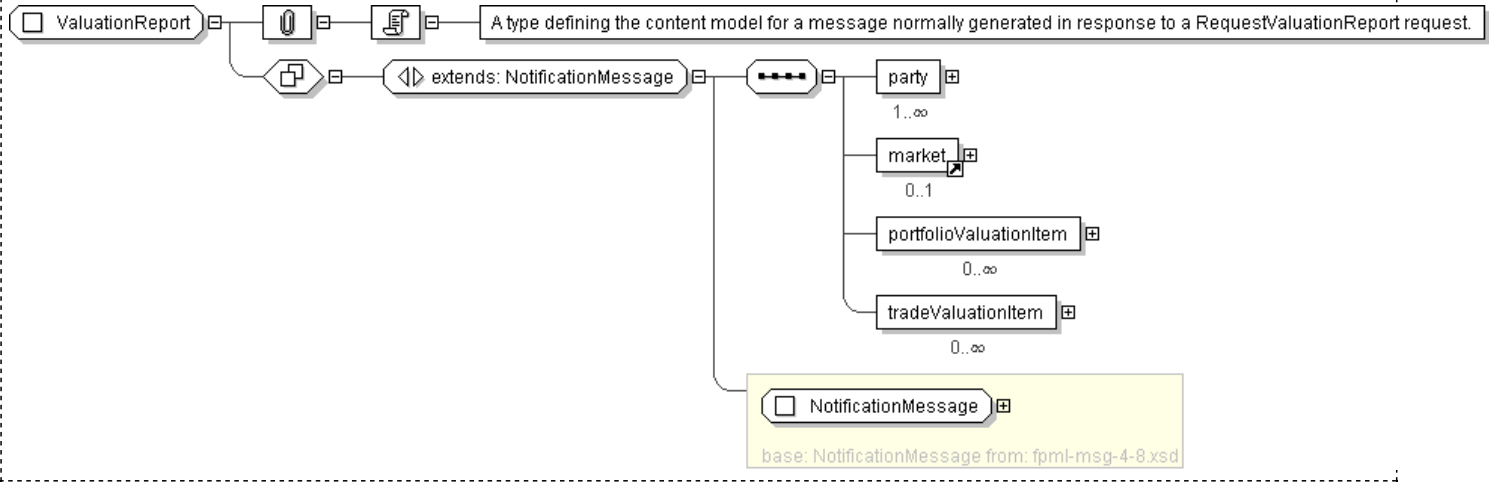 ValuationReport
A type defining the content model for a message normally generated in response to a RequestValuationReport request.
extends: NotificationMessage
party
1..∞
market
0..1
portfolioValuationItem
0..∞
tradeValuationItem
0..∞
NotificationMessage
base: NotificationMessage from: fpml-msg-4-8.xsd